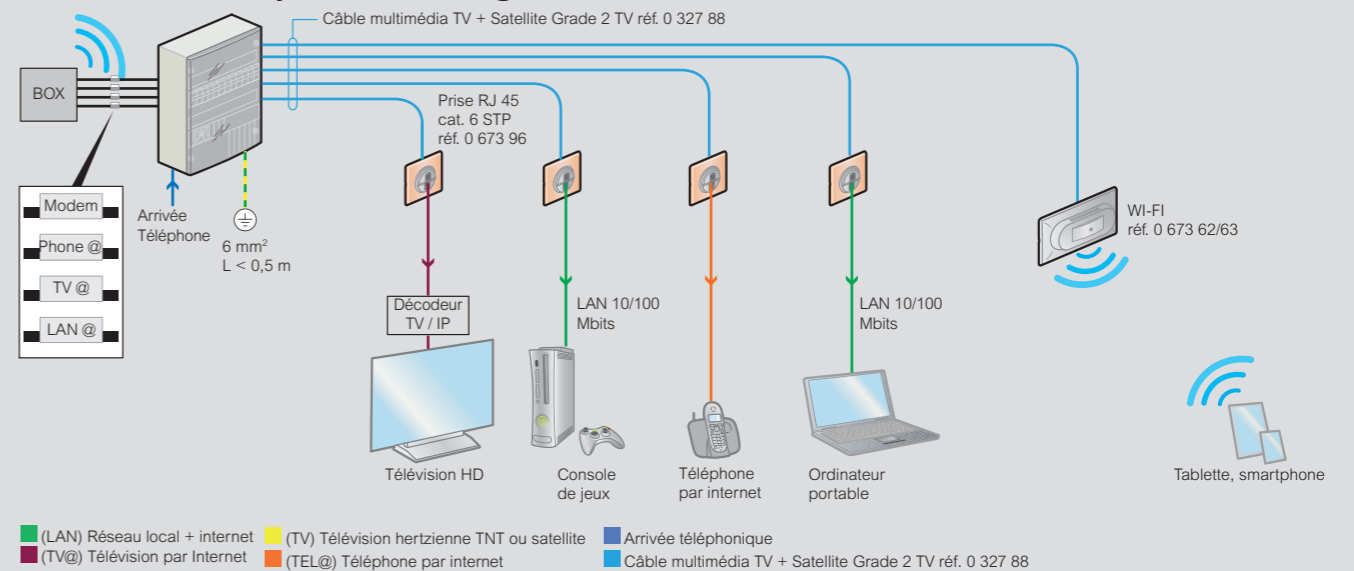 Câble multimédia TV + Satellite Grade 2 TV réf. 0 327 88
BOX
Prise RJ 45
cat. 6 STP
réf. 0 673 96
Modem
Phone @
TV @
LAN @
Arrivée
Téléphone
6 mm²
L < 0,5 m
WI-FI
réf. 0 673 62/63
Décodeur
TV / IP
LAN 10/100
Mbits
LAN 10/100
Mbits
Télévision HD
Console
de jeux
Téléphone
par internet
Ordinateur
portable
Tablette, smartphone
(LAN) Réseau local + internet
(TV) Télévision hertzienne TNT ou satellite
Arrivée téléphonique
(TV@) Télévision par Internet
(TEL@) Téléphone par internet
Câble multimédia TV + Satellite Grade 2 TV réf. 0 327 88